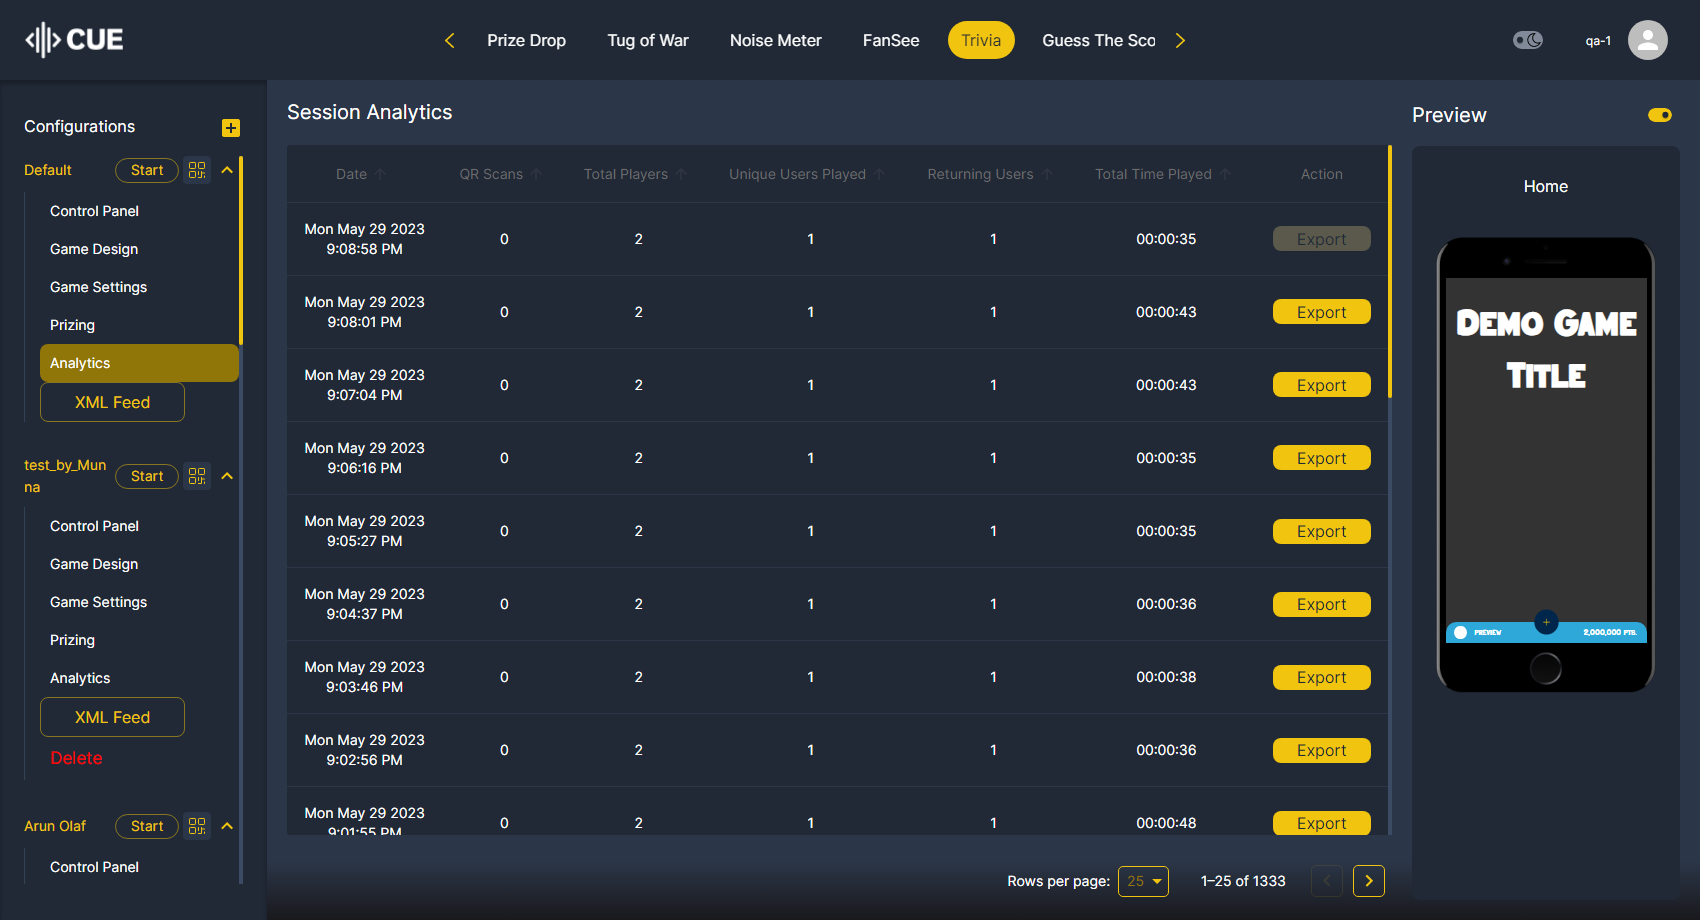 CUE
Prize Drop
Tug of War
Noise Meter
FanSee
Trivia
Guess The Sco
qa-1
Configurations
Default
Start
Control Panel
Game Design
Game Settings
Prizing
Analytics
XML Feed
test_by_Mun
na
Start
Control Panel
Game Design
Game Settings
Prizing
Analytics
XML Feed
Delete
Arun Olaf
Start
Control Panel
Session Analytics
Date QR Scans Total Players Unique Users Played Returning Users Total Time Played Action
Mon May 29 2023
9:08:58 PM
0 2 1 1 00:00:35 Export
Mon May 29 2023
9:08:01 PM
0 2 1 1 00:00:43 Export
Mon May 29 2023
9:07:04 PM
0 2 1 1 00:00:43 Export
Mon May 29 2023
9:06:16 PM
0 2 1 1 00:00:35 Export
Mon May 29 2023
9:05:27 PM
0 2 1 1 00:00:35 Export
Mon May 29 2023
9:04:37 PM
0 2 1 1 00:00:36 Export
Mon May 29 2023
9:03:46 PM
0 2 1 1 00:00:38 Export
Mon May 29 2023
9:02:56 PM
0 2 1 1 00:00:36 Export
Mon May 29 2023
9:01:55 PM
0 2 1 1 00:00:48 Export
Rows per page: 25 1–25 of 1333
Preview
Home
DEMO GAME
TITLE
PREVIEW
2,000,000 PTS.